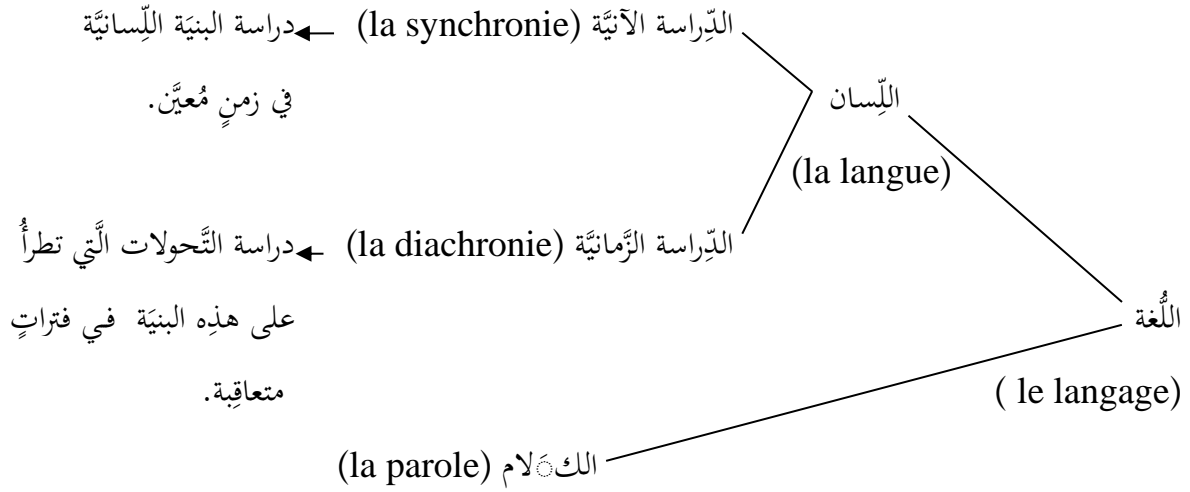 الدِّراسة الآنيَّة (la synchronie) دراسة البنيَة اللِّسانيَّة
في زمنٍ مُعيَّن.
اللِّسان
(la langue)
الدِّراسة الزَّمانيَّة (la diachronie) دراسة التَّحولات الَّتي تطرأُ
على هذِه البنيَة في فتراتٍ
متعاقِبة.
اللُّغة
( le langage)
الكَلام (la parole)